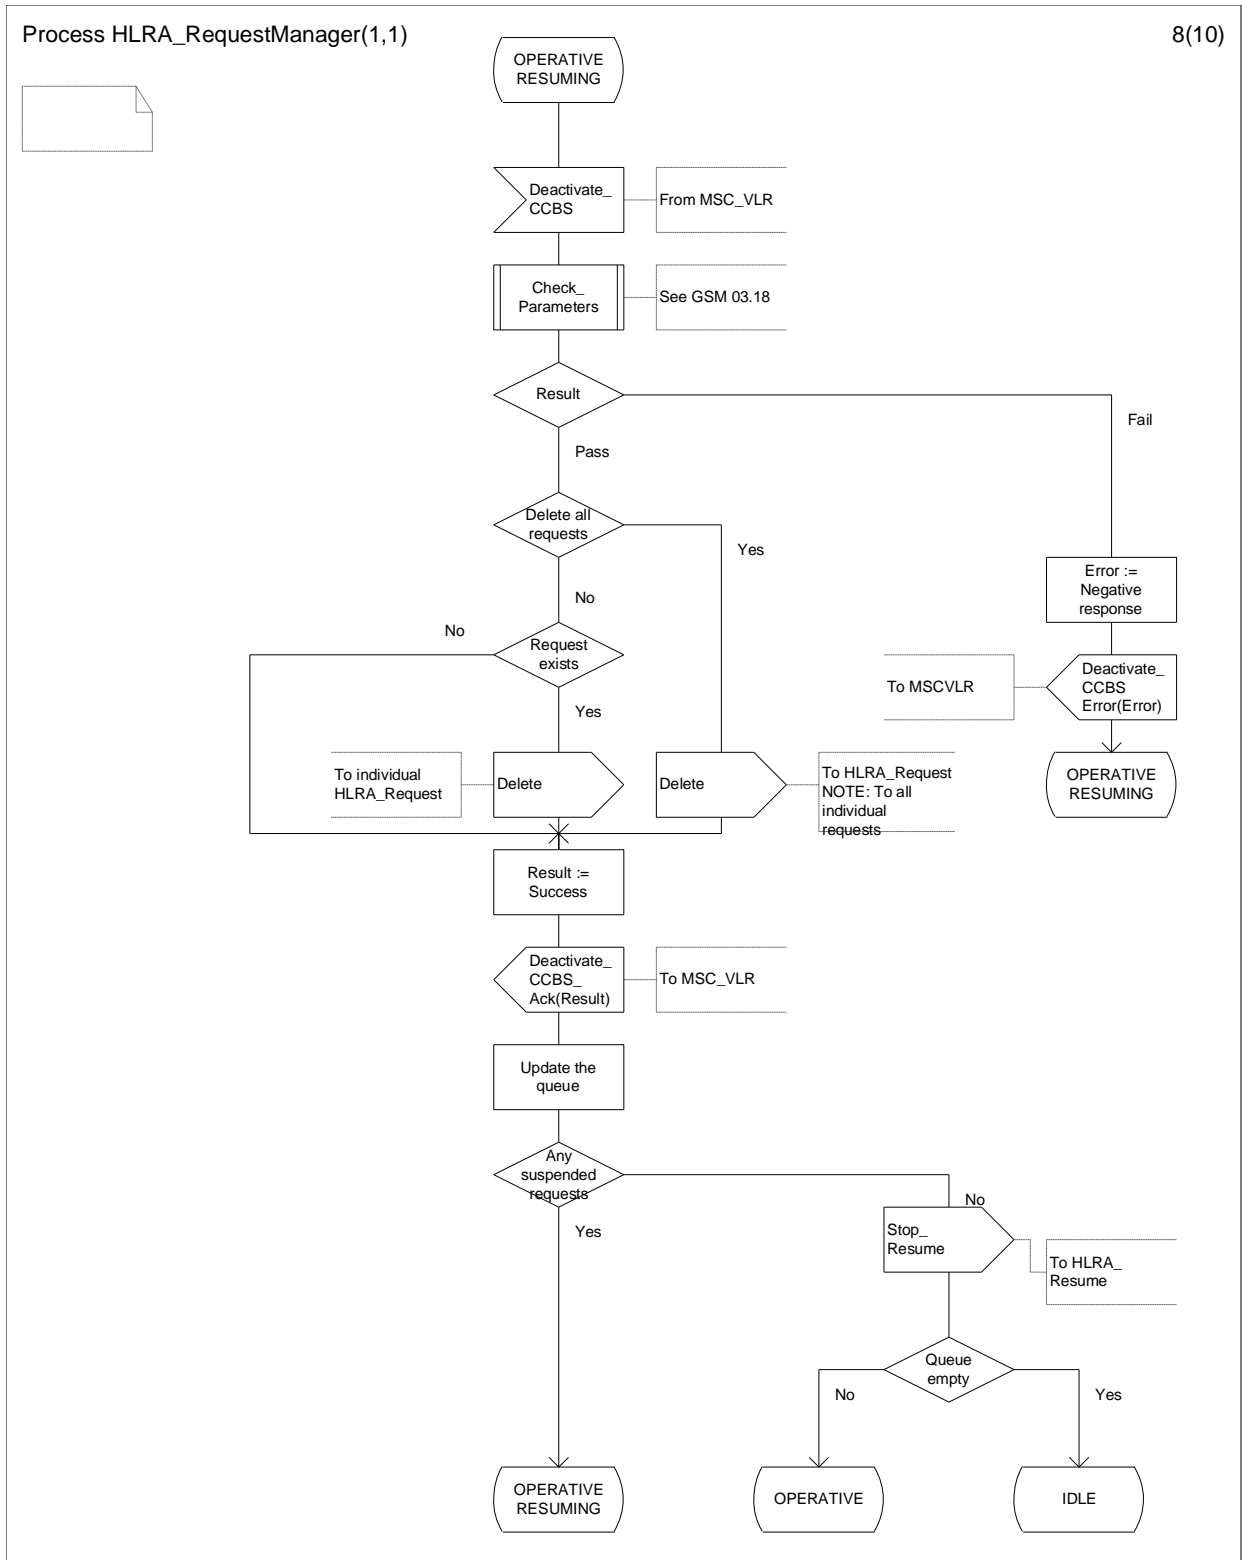 Process HLRA_RequestManager(1,1)
8(10)
OPERATIVE
RESUMING
Deactivate_
CCBS
From MSC_VLR
Check_
Parameters
See GSM 03.18
Result
Fail
Pass
Delete all
requests
Yes
No
Error :=
Negative
response
No
Request
exists
Deactivate_
CCBS
Error(Error)
To MSCVLR
Yes
To individual
HLRA_Request
Delete
Delete
To HLRA_Request
NOTE: To all
individual
requests
OPERATIVE
RESUMING
Result :=
Success
Deactivate_
CCBS_
Ack(Result)
To MSC_VLR
Update the
queue
Any
suspended
requests
No
Yes
Stop_
Resume
To HLRA_
Resume
Queue
empty
No
Yes
OPERATIVE
RESUMING
OPERATIVE
IDLE